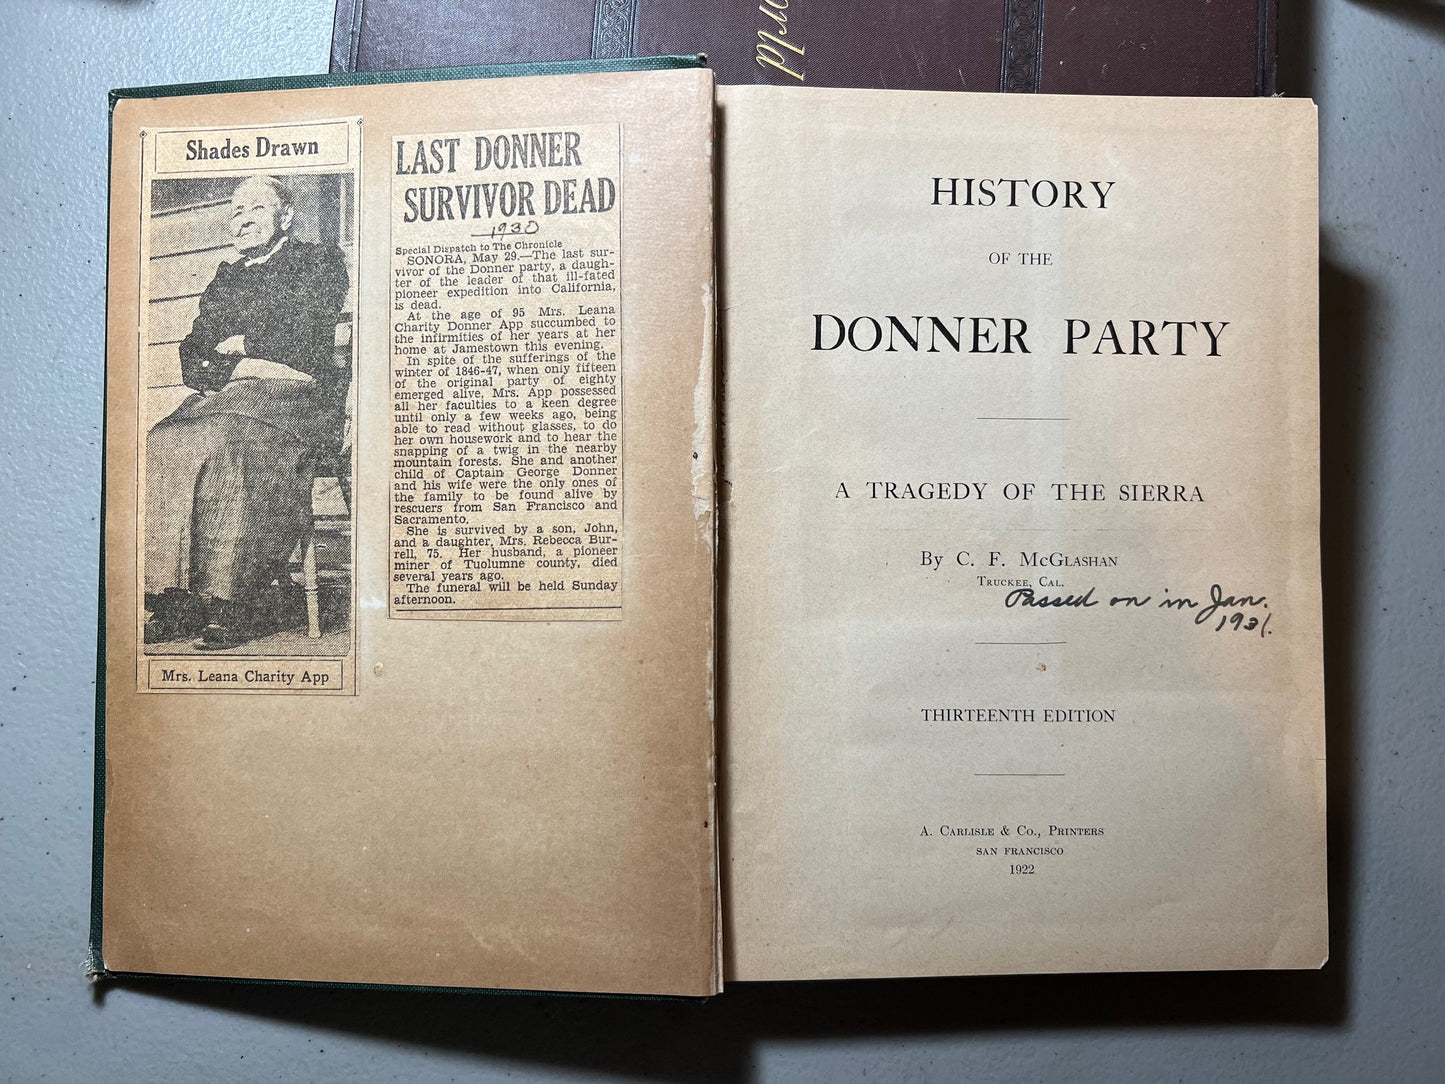 orld
Shades Drawn
Mrs. Leana Charity App
LAST DONNER
SURVIVOR DEAD
1930
Special Dispatch to The Chronicle
SONORA, May 29.—The last sur-
vivor of the Donner party, a daugh-
ter of the leader of that ill-fated
pioneer expedition into California,
is dead.
At the age of 95 Mrs. Leana
Charity Donner App succumbed to
the infirmities of her years at her
home at Jamestown this evening.
In spite of the sufferings of the
winter of 1846-47, when only fifteen
of the original party of eighty
emerged alive, Mrs. App possessed
all her faculties to a keen degree
until only a few weeks ago, being
able to read without glasses, to do
her own housework and to hear the
snapping of a twig in the nearby
mountain forests. She and another
child of Captain George Donner
and his wife were the only ones of
the family to be found alive by
rescuers from San Francisco and
Sacramento.
She is survived by a son, John,
and a daughter, Mrs. Rebecca Bur-
rell, 75. Her husband, a pioneer
miner of Tuolumne county, died
several years ago.
The funeral will be held Sunday
afternoon.
HISTORY
OF THE
DONNER PARTY
A TRAGEDY OF THE SIERRA
By C. F. McGLASHAN
TRUCKEE, CAL.
Passed on in Jan.
1931.
THIRTEENTH EDITION
A. CARLISLE & CO., PRINTERS
SAN FRANCISCO
1922